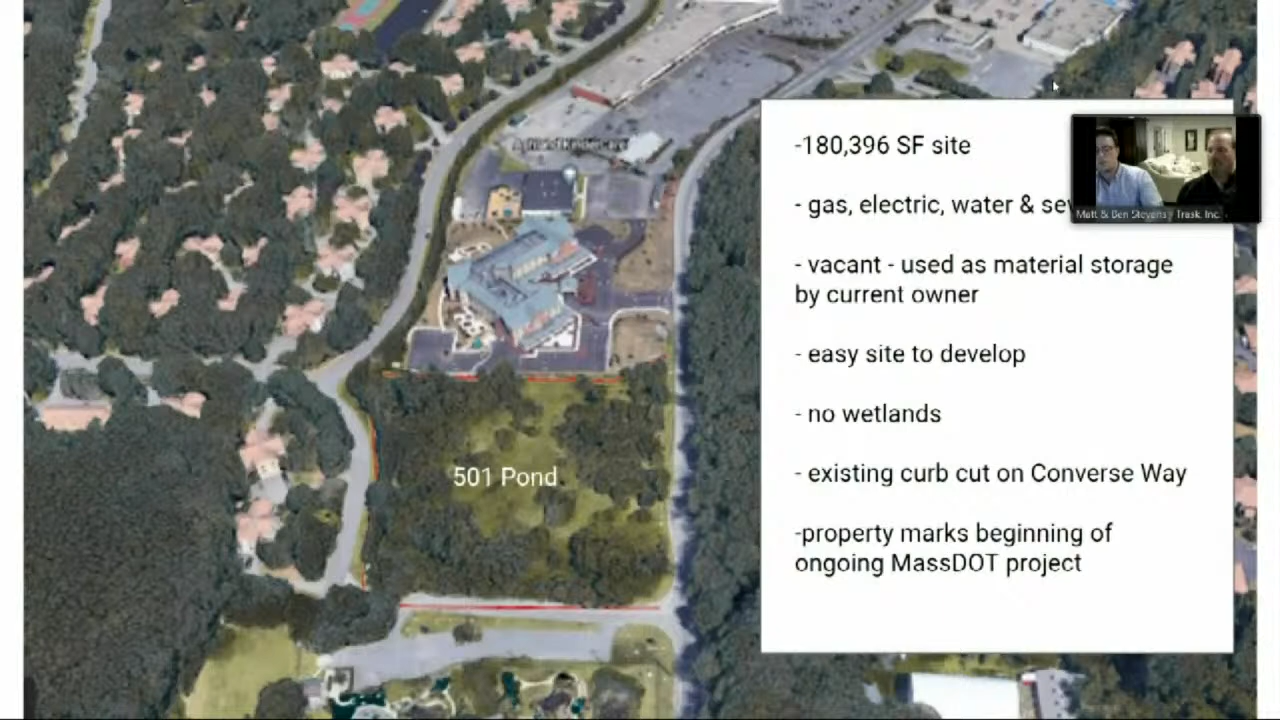 -180,396 SF site
- gas, electric, water &
Matt & Ben Stevens / Trask, Inc.
- vacant - used as material storage
by current owner
- easy site to develop
- no wetlands
- existing curb cut on Converse Way
-property marks beginning of
ongoing MassDOT project
501 Pond